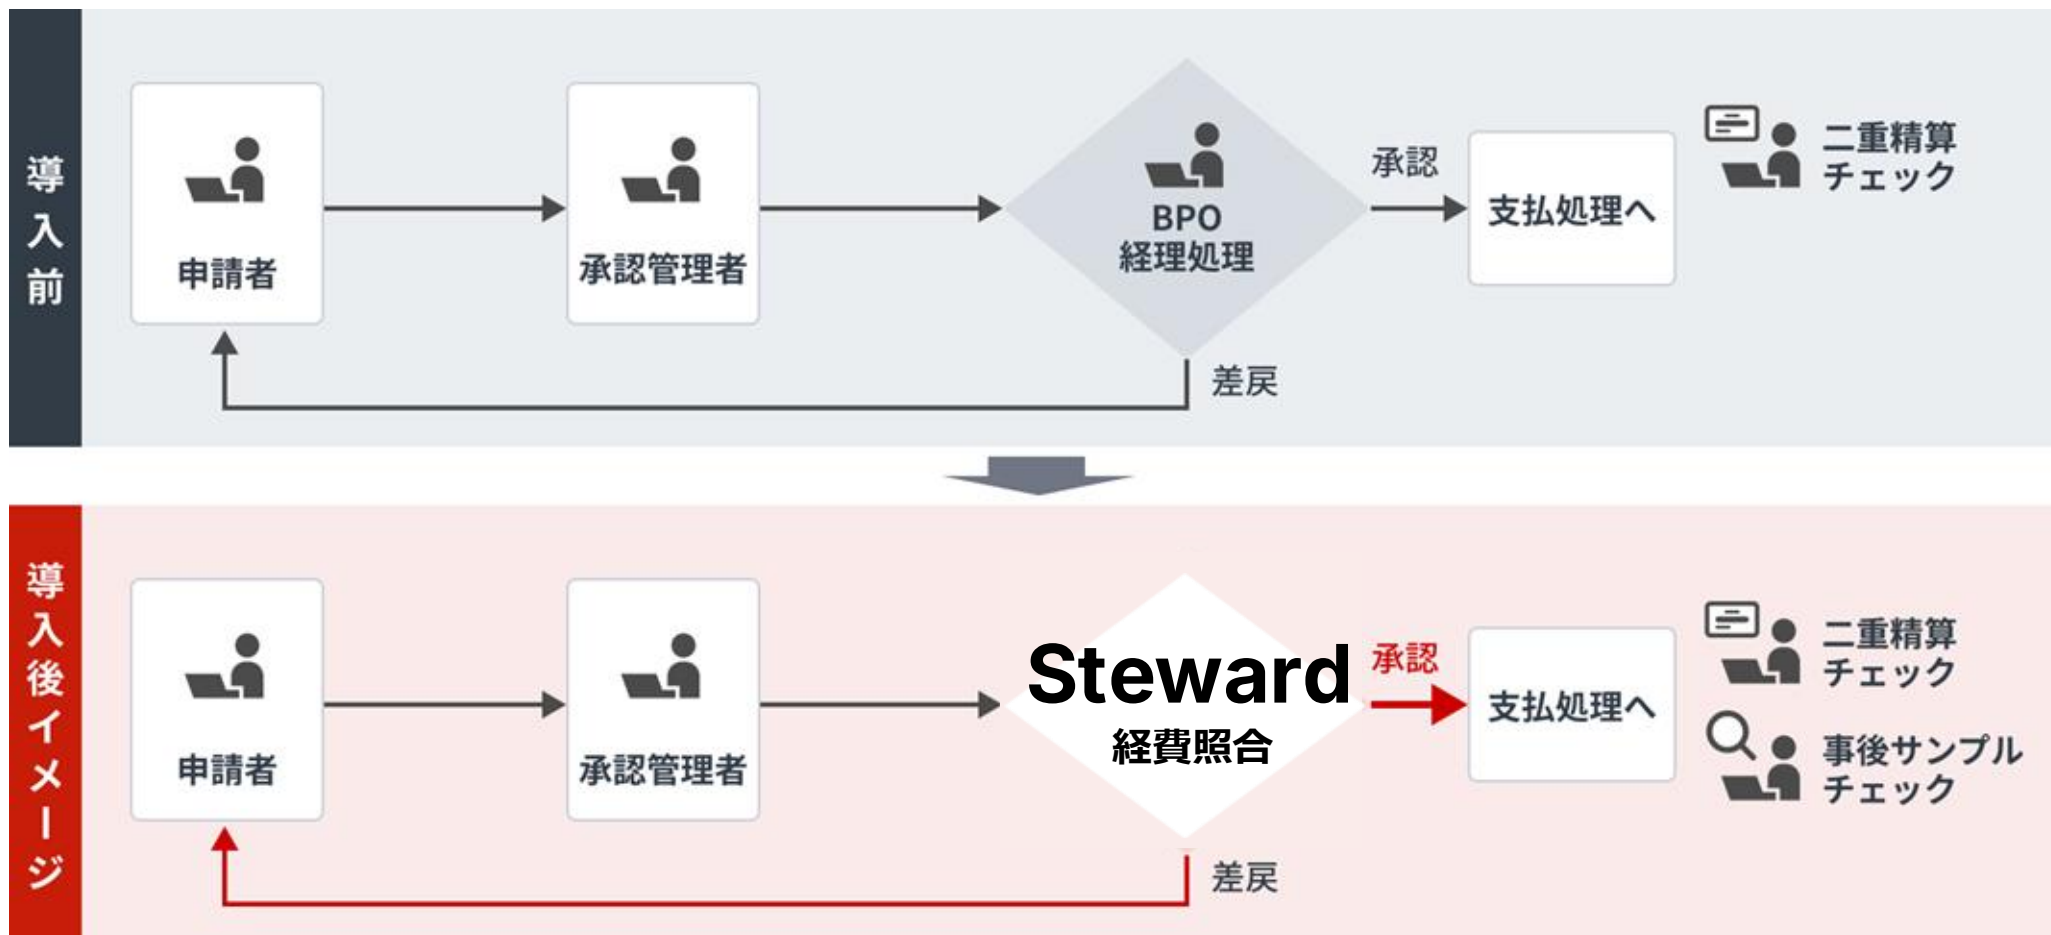 導入前
申請者
承認管理者
BPO
経理処理
承認
支払処理へ
二重精算
チェック
差戻
導入後イメージ
申請者
承認管理者
Steward
経費照合
承認
支払処理へ
二重精算
チェック
事後サンプル
チェック
差戻